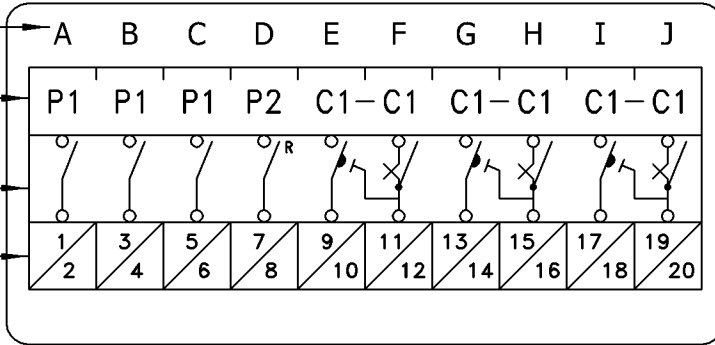 A B C D E F G H I J
P1 P1 P1 P2 C1-C1 C1-C1 C1-C1
R
1 3 5 7 9 11 13 15 17 19
2 4 6 8 10 12 14 16 18 20